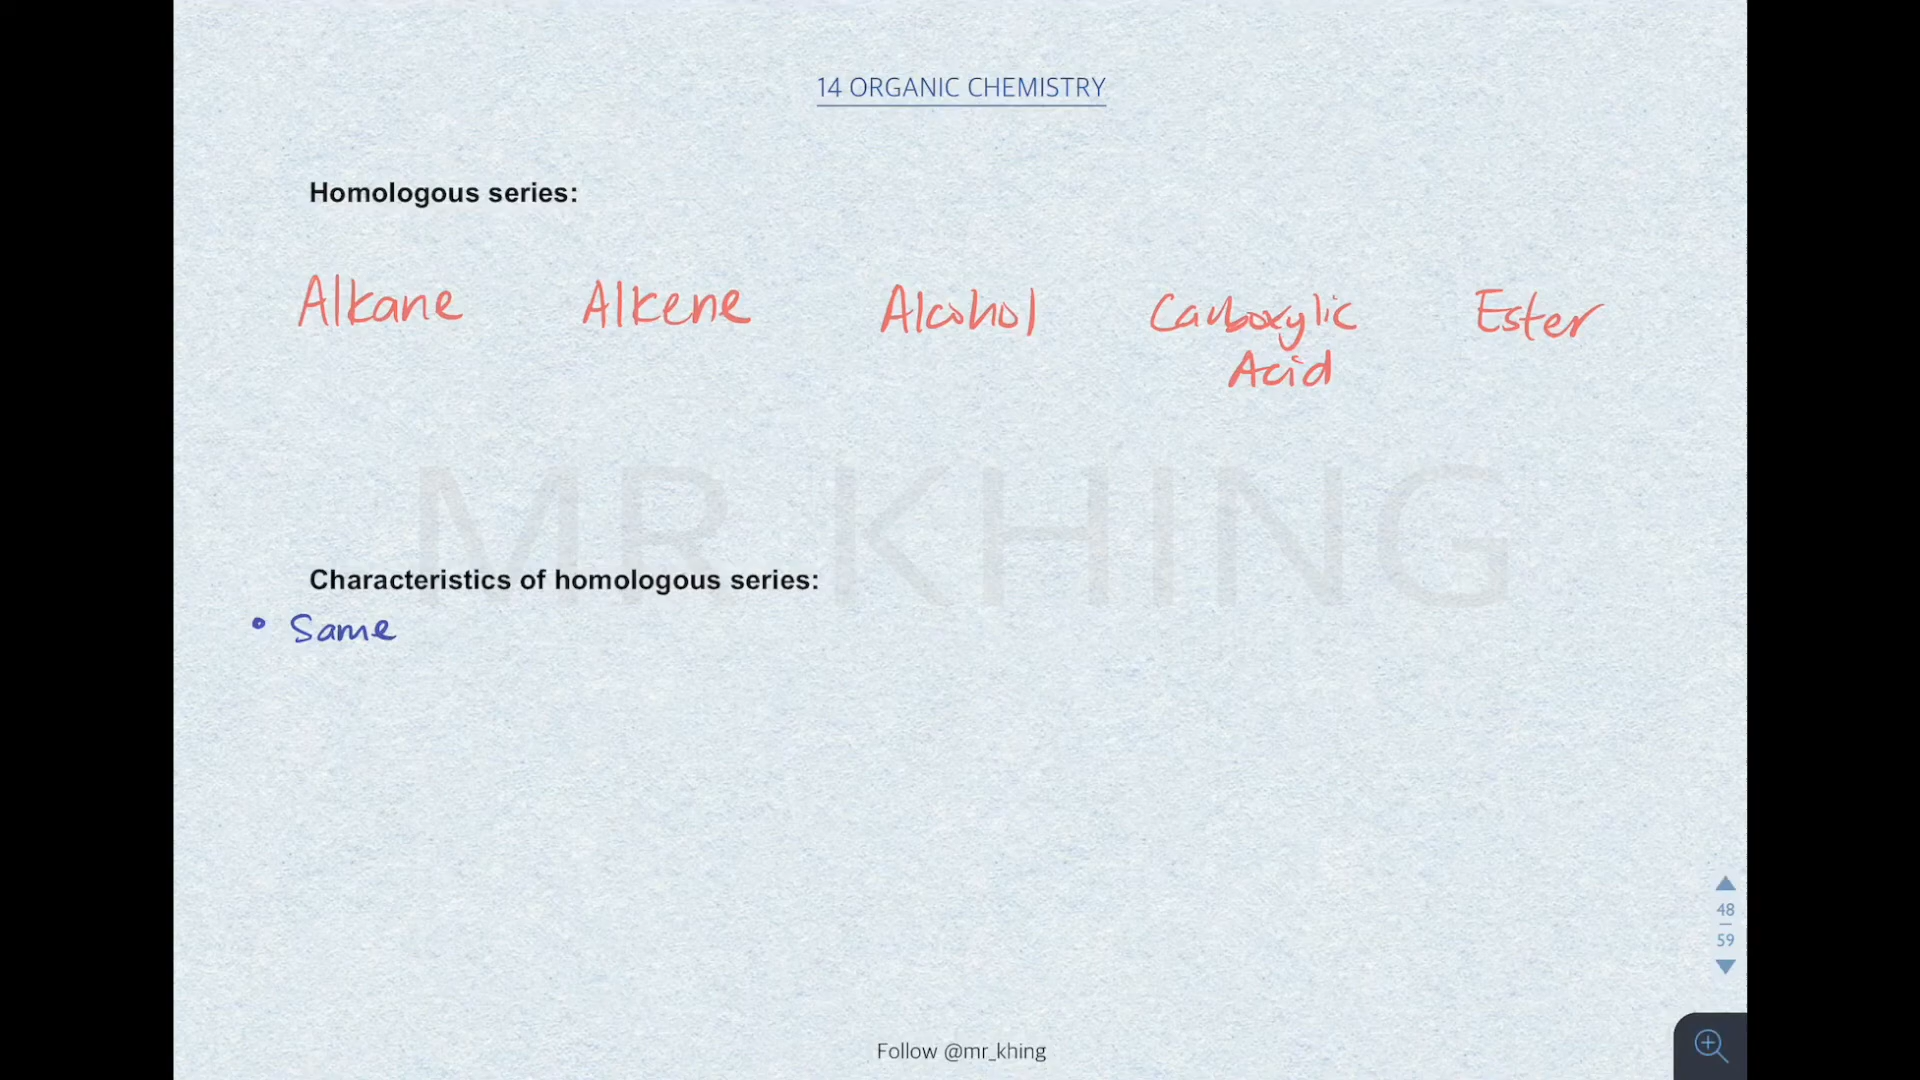 14 ORGANIC CHEMISTRY
Homologous series:
Alkane Alkene Alcohol Carboxylic Acid Ester
MR KHING
Characteristics of homologous series:
• Same
48
59
Follow @mr_khing